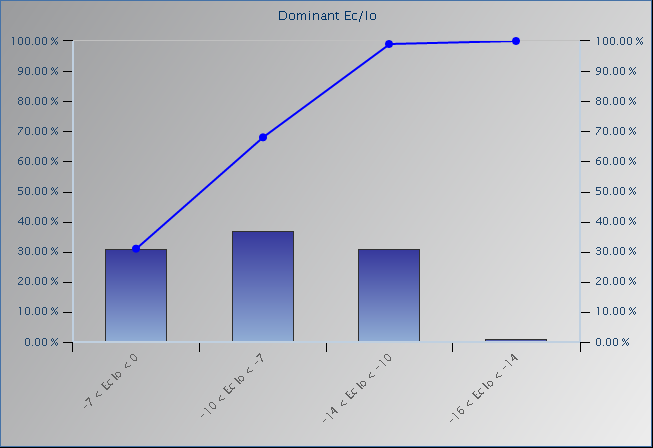 Dominant Ec/Io
100.00 % 100.00 %
90.00 % 90.00 %
80.00 % 80.00 %
70.00 % 70.00 %
60.00 % 60.00 %
50.00 % 50.00 %
40.00 % 40.00 %
30.00 % 30.00 %
20.00 % 20.00 %
10.00 % 10.00 %
0.00 % 0.00 %
-7 < Ec Io < 0
-10 < Ec Io < -7
-14 < Ec Io < -10
-16 < Ec Io < -14